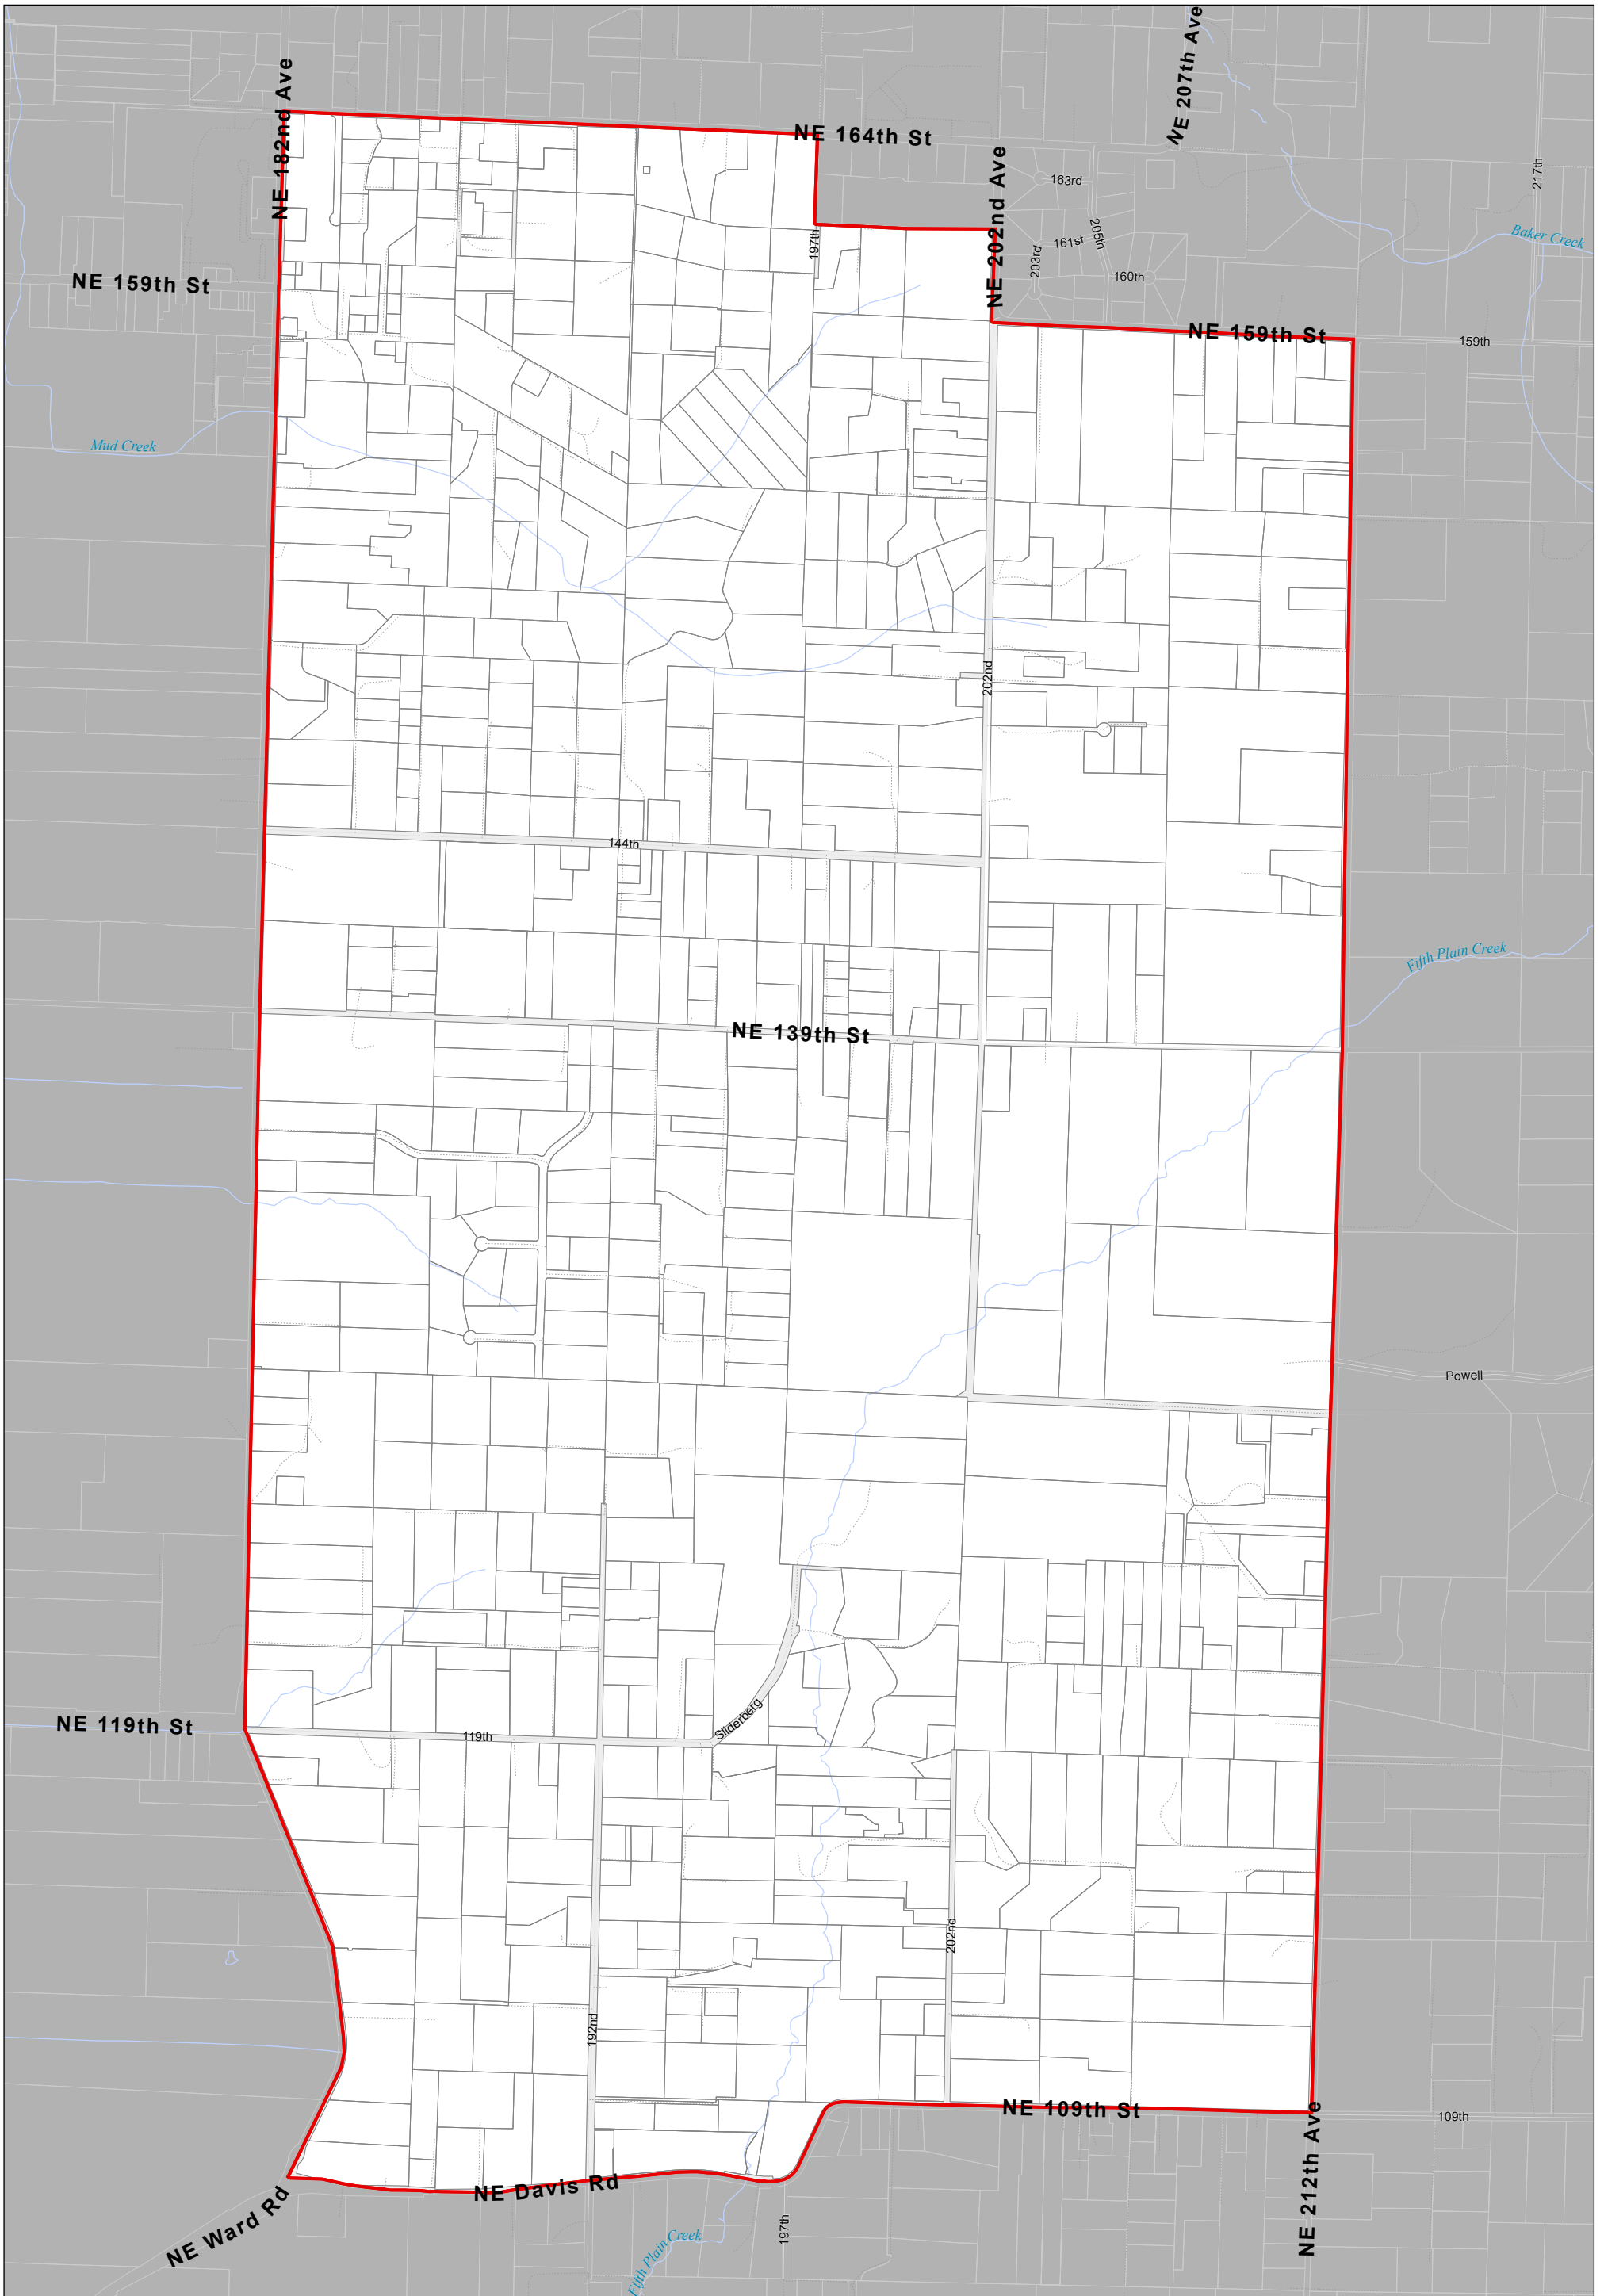 NE 207th Ave
NE 182nd Ave
NE 164th St
NE 202nd Ave
217th
163rd
205th
161st
203rd
160th
197th
Baker Creek
NE 159th St
NE 159th St
159th
Mud Creek
202nd
144th
Fifth Plain Creek
NE 139th St
Powell
Sliderberg
NE 119th St
119th
202nd
192nd
NE 109th St
109th
NE 212th Ave
NE Davis Rd
NE Ward Rd
197th
Fifth Plain Creek